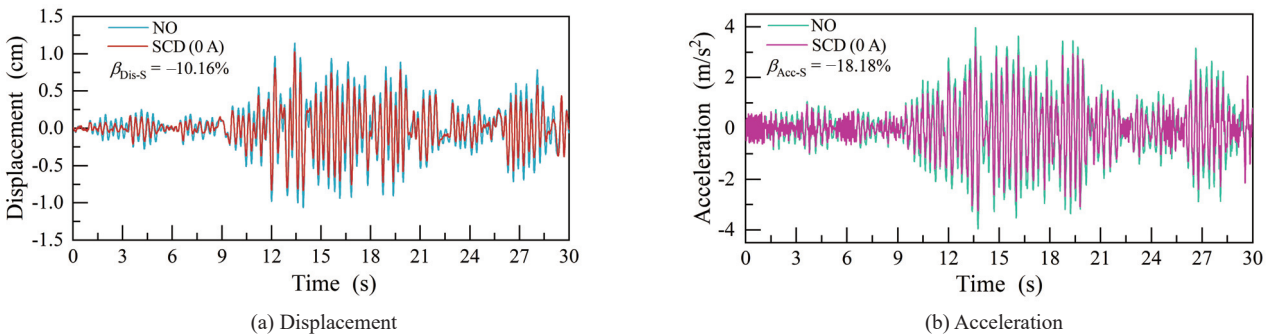 1.5
1.0
0.5
0.0
-0.5
-1.0
-1.5
Displacement (cm)
NO
SCD (0 A)
β_Dis-S = −10.16%
0 3 6 9 12 15 18 21 24 27 30
Time (s)
(a) Displacement
4
2
0
-2
-4
Acceleration (m/s²)
NO
SCD (0 A)
β_Acc-S = −18.18%
0 3 6 9 12 15 18 21 24 27 30
Time (s)
(b) Acceleration